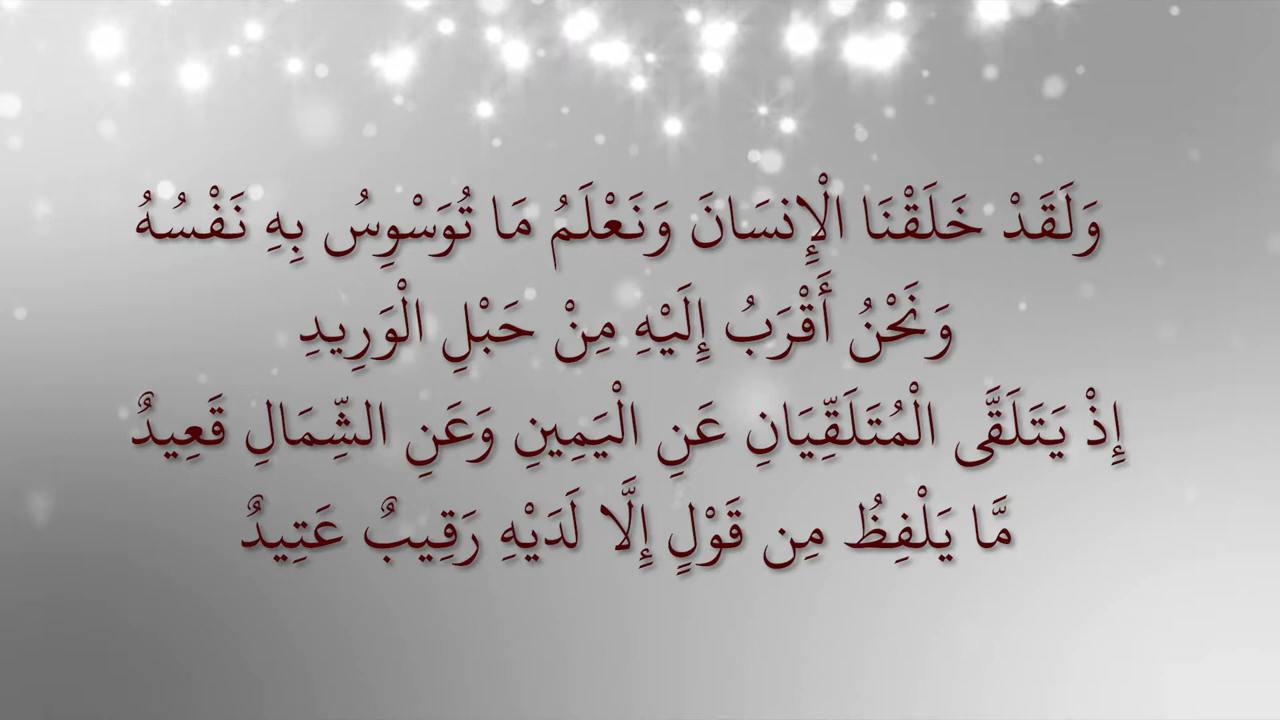 وَلَقَدْ خَلَقْنَا الْإِنسَانَ وَنَعْلَمُ مَا تُوَسْوِسُ بِهِ نَفْسُهُ
وَنَحْنُ أَقْرَبُ إِلَيْهِ مِنْ حَبْلِ الْوَرِيدِ
إِذْ يَتَلَقَّى الْمُتَلَقِّيَانِ عَنِ الْيَمِينِ وَعَنِ الشِّمَالِ قَعِيدٌ
مَّا يَلْفِظُ مِن قَوْلٍ إِلَّا لَدَيْهِ رَقِيبٌ عَتِيدٌ